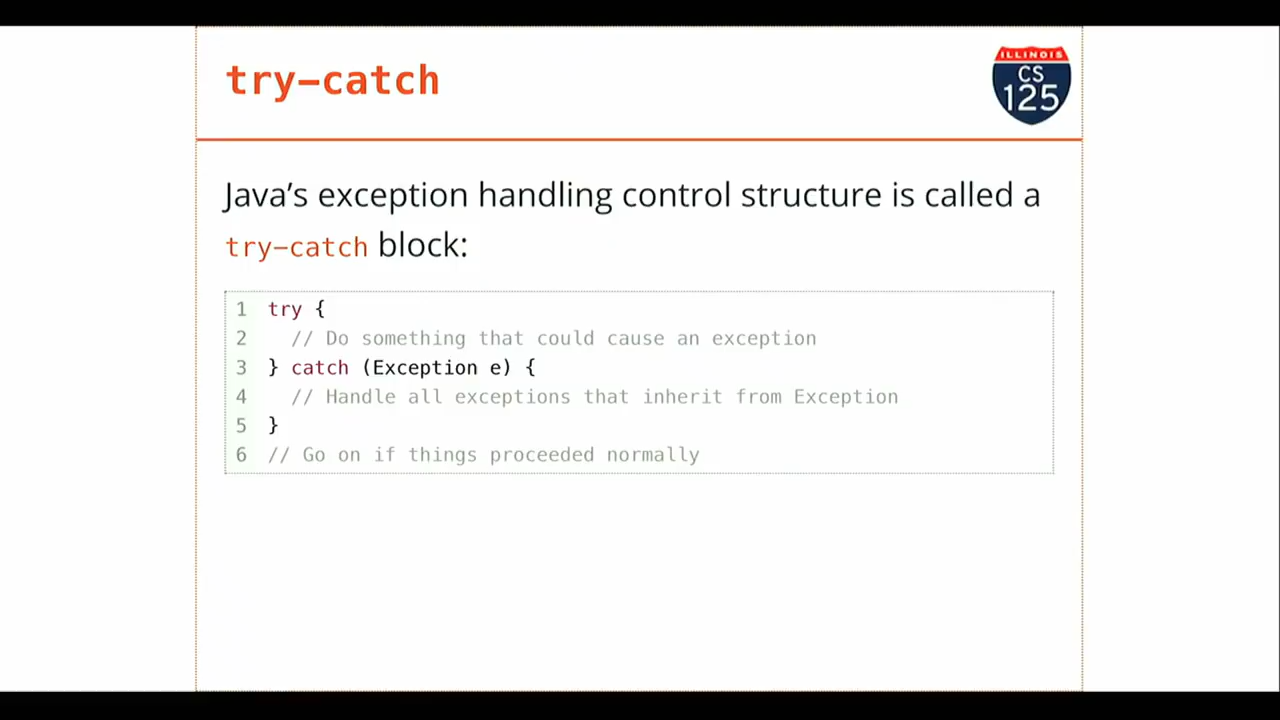 try-catch
ILLINOIS
CS
125
Java's exception handling control structure is called a
try-catch block:
1 try {
2   // Do something that could cause an exception
3 } catch (Exception e) {
4   // Handle all exceptions that inherit from Exception
5 }
6 // Go on if things proceeded normally